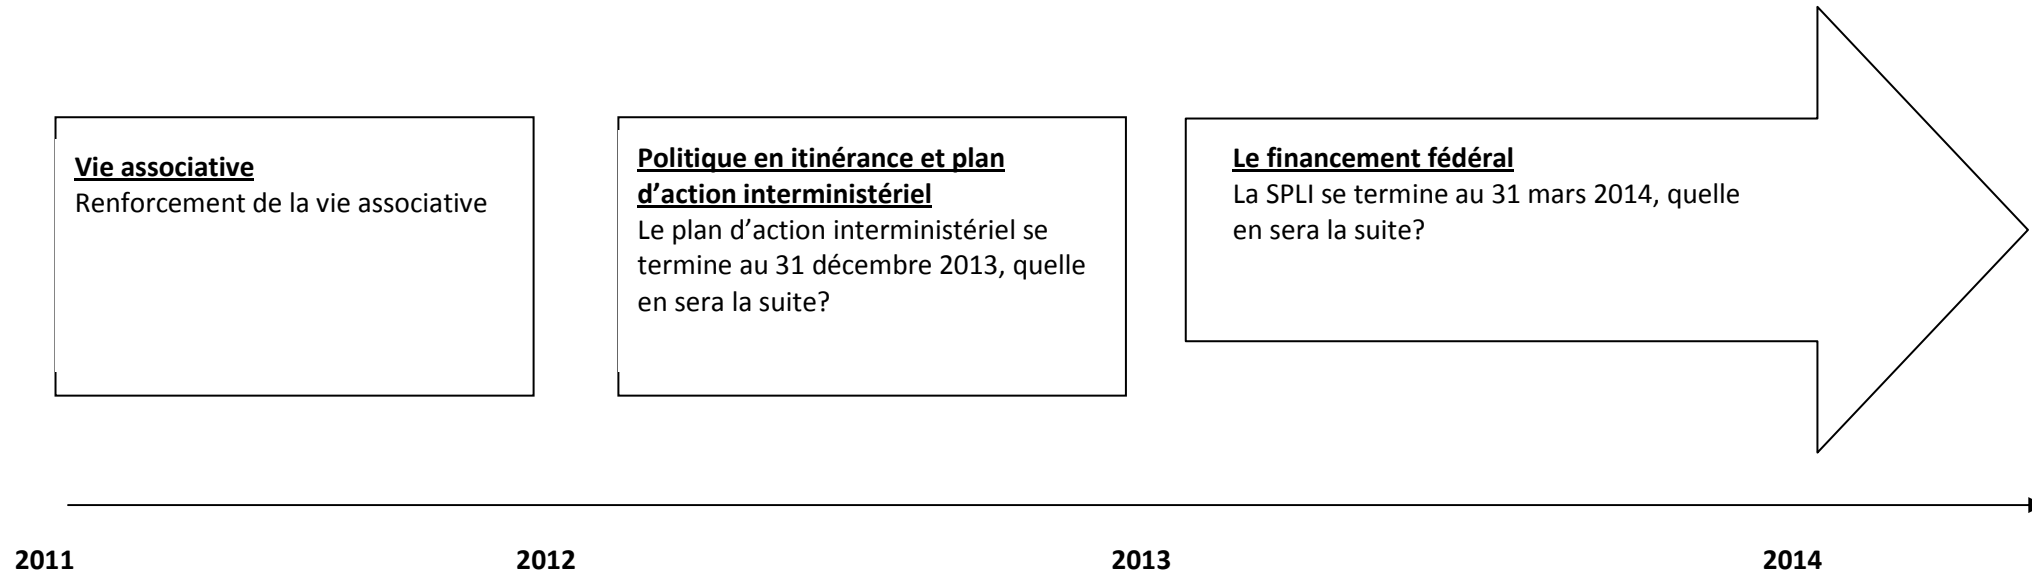 Vie associative
Renforcement de la vie associative
Politique en itinérance et plan
d’action interministériel
Le plan d’action interministériel se
termine au 31 décembre 2013, quelle
en sera la suite?
Le financement fédéral
La SPLI se termine au 31 mars 2014, quelle
en sera la suite?
2011 2012 2013 2014